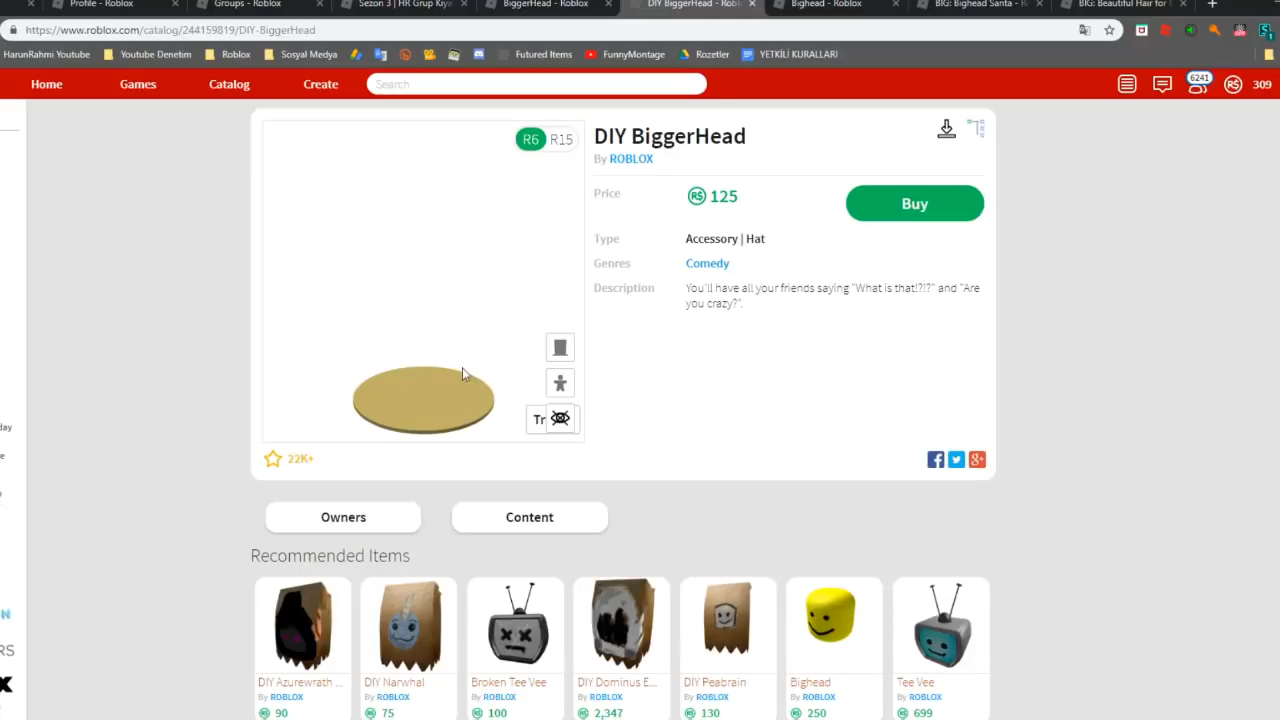 Profile - Roblox
Groups - Roblox
Sezon 3 | HR Grup Kıya
BiggerHead - Roblox
DIY BiggerHead - Robl
Bighead - Roblox
BIG: Bighead Santa - Ro
BIG: Beautiful Hair for
https://www.roblox.com/catalog/244159819/DIY-BiggerHead
HarunRahmi Youtube
Youtube Denetim
Roblox
Sosyal Medya
Futured Items
FunnyMontage
Rozetler
YETKİLİ KURALLARI
Home
Games
Catalog
Create
Search
6241
R$ 309
R6 R15
DIY BiggerHead
By ROBLOX
Price
R$ 125
Buy
Type
Accessory | Hat
Genres
Comedy
Description
You'll have all your friends saying "What is that!?!?" and "Are
you crazy?".
Tr
22K+
Owners
Content
Recommended Items
DIY Azurewrath ...
By ROBLOX
90
DIY Narwhal
By ROBLOX
75
Broken Tee Vee
By ROBLOX
100
DIY Dominus E...
By ROBLOX
2,347
DIY Peabrain
By ROBLOX
130
Bighead
By ROBLOX
250
Tee Vee
By ROBLOX
699
day
N
RS
X